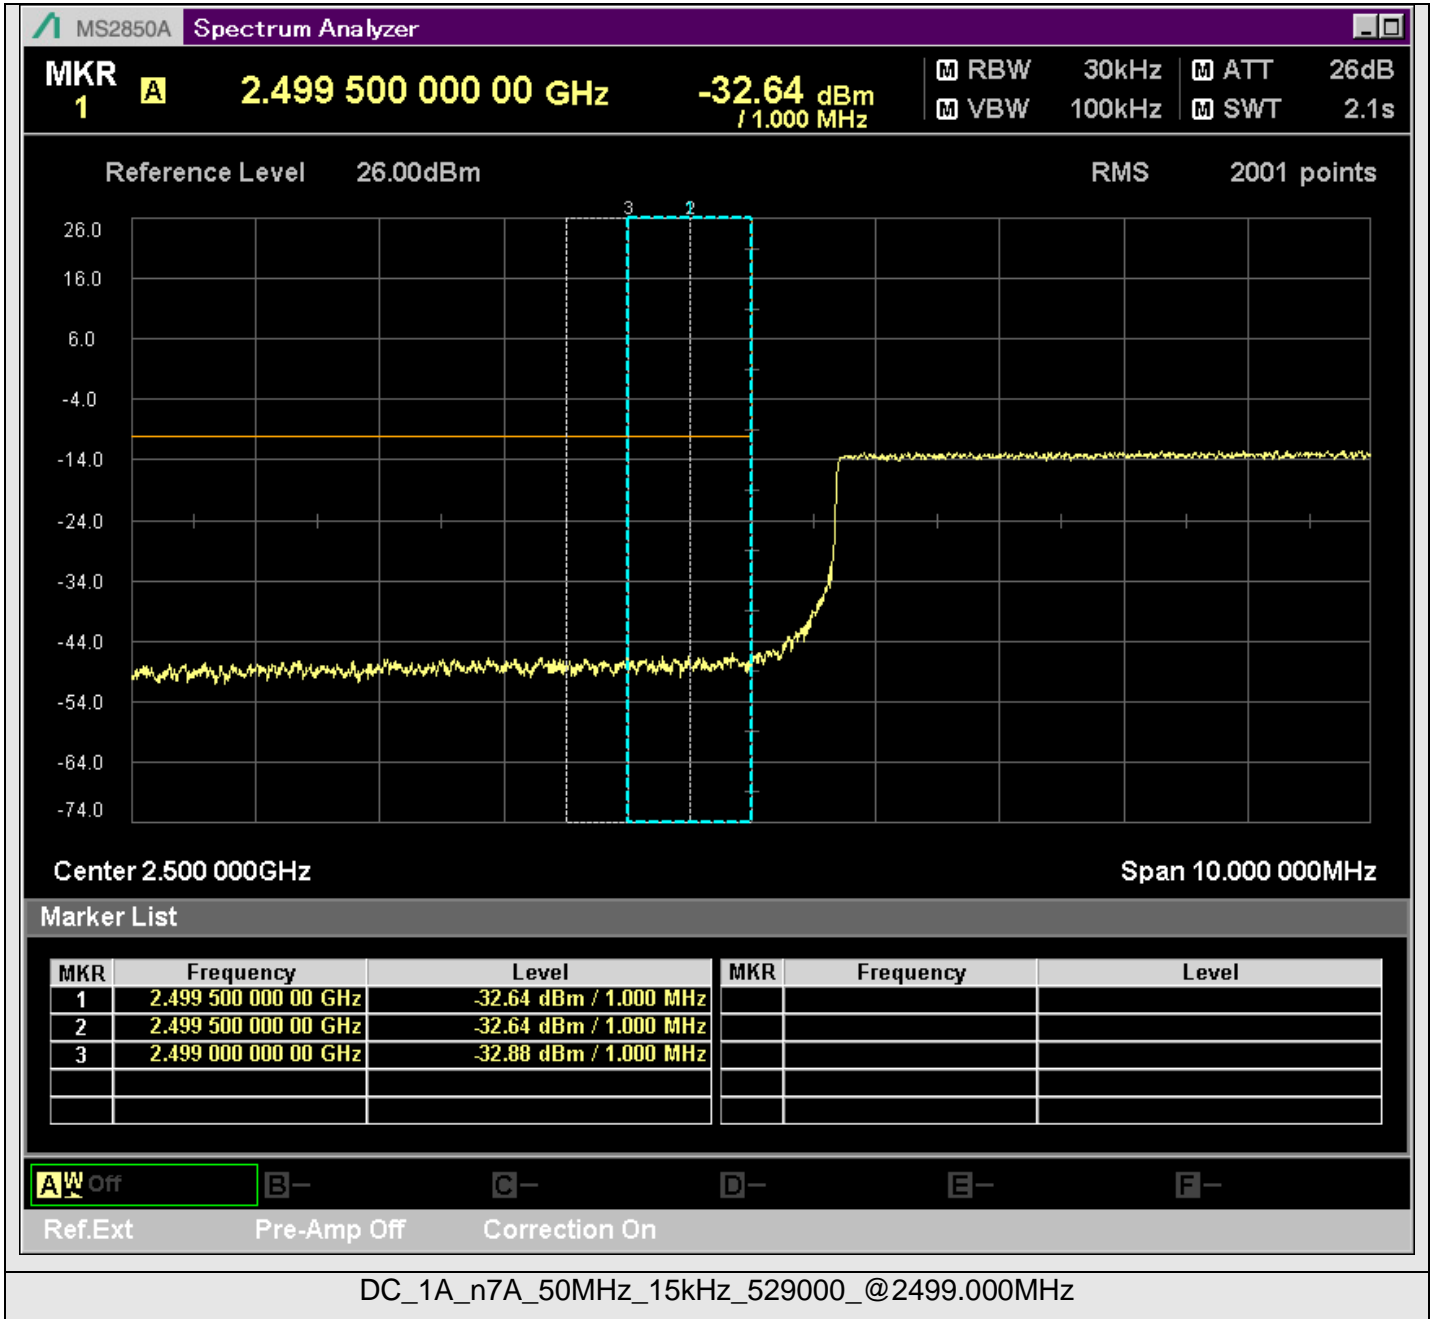 MS2850A Spectrum Analyzer
MKR 1 A 2.499 500 000 00 GHz -32.64 dBm / 1.000 MHz
M RBW 30kHz M ATT 26dB
M VBW 100kHz M SWT 2.1s
Reference Level 26.00dBm RMS 2001 points
3 2
26.0
16.0
6.0
-4.0
-14.0
-24.0
-34.0
-44.0
-54.0
-64.0
-74.0
Center 2.500 000GHz Span 10.000 000MHz
Marker List
MKR Frequency Level MKR Frequency Level
1 2.499 500 000 00 GHz -32.64 dBm / 1.000 MHz
2 2.499 500 000 00 GHz -32.64 dBm / 1.000 MHz
3 2.499 000 000 00 GHz -32.88 dBm / 1.000 MHz
A W Off B— C— D— E— F—
Ref.Ext Pre-Amp Off Correction On
DC_1A_n7A_50MHz_15kHz_529000_@2499.000MHz